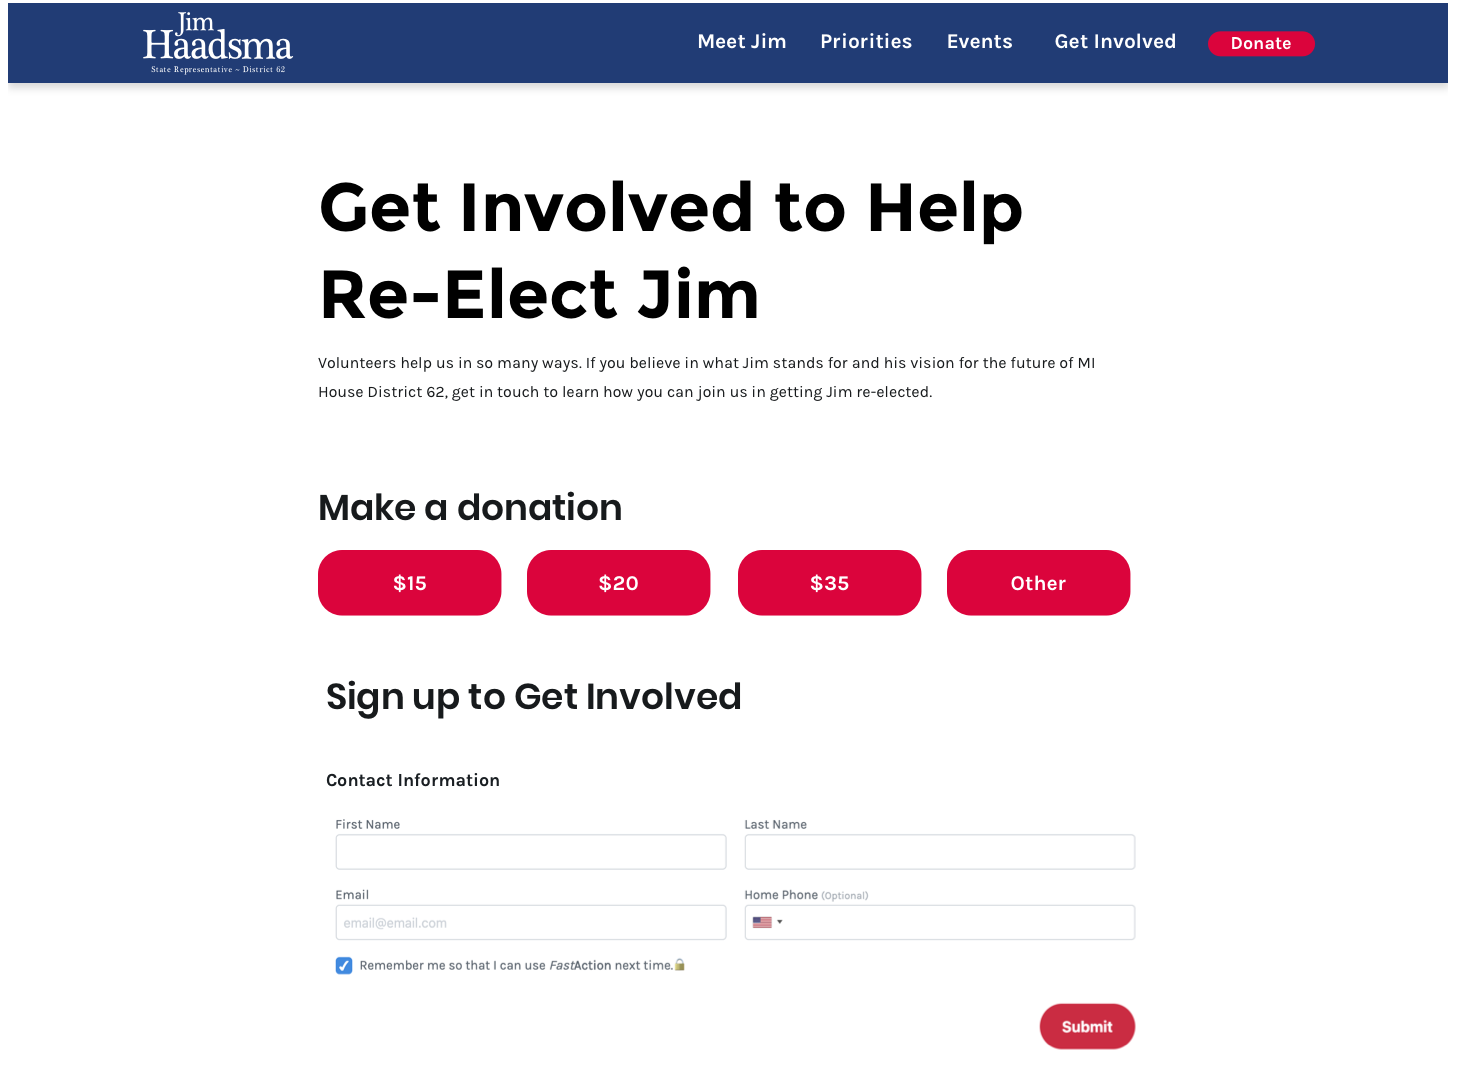 Jim
Haadsma
State Representative ~ District 62
Meet Jim Priorities Events Get Involved Donate
Get Involved to Help
Re-Elect Jim
Volunteers help us in so many ways. If you believe in what Jim stands for and his vision for the future of MI
House District 62, get in touch to learn how you can join us in getting Jim re-elected.
Make a donation
$15 $20 $35 Other
Sign up to Get Involved
Contact Information
First Name Last Name
Email Home Phone (Optional)
email@email.com
Remember me so that I can use FastAction next time.
Submit